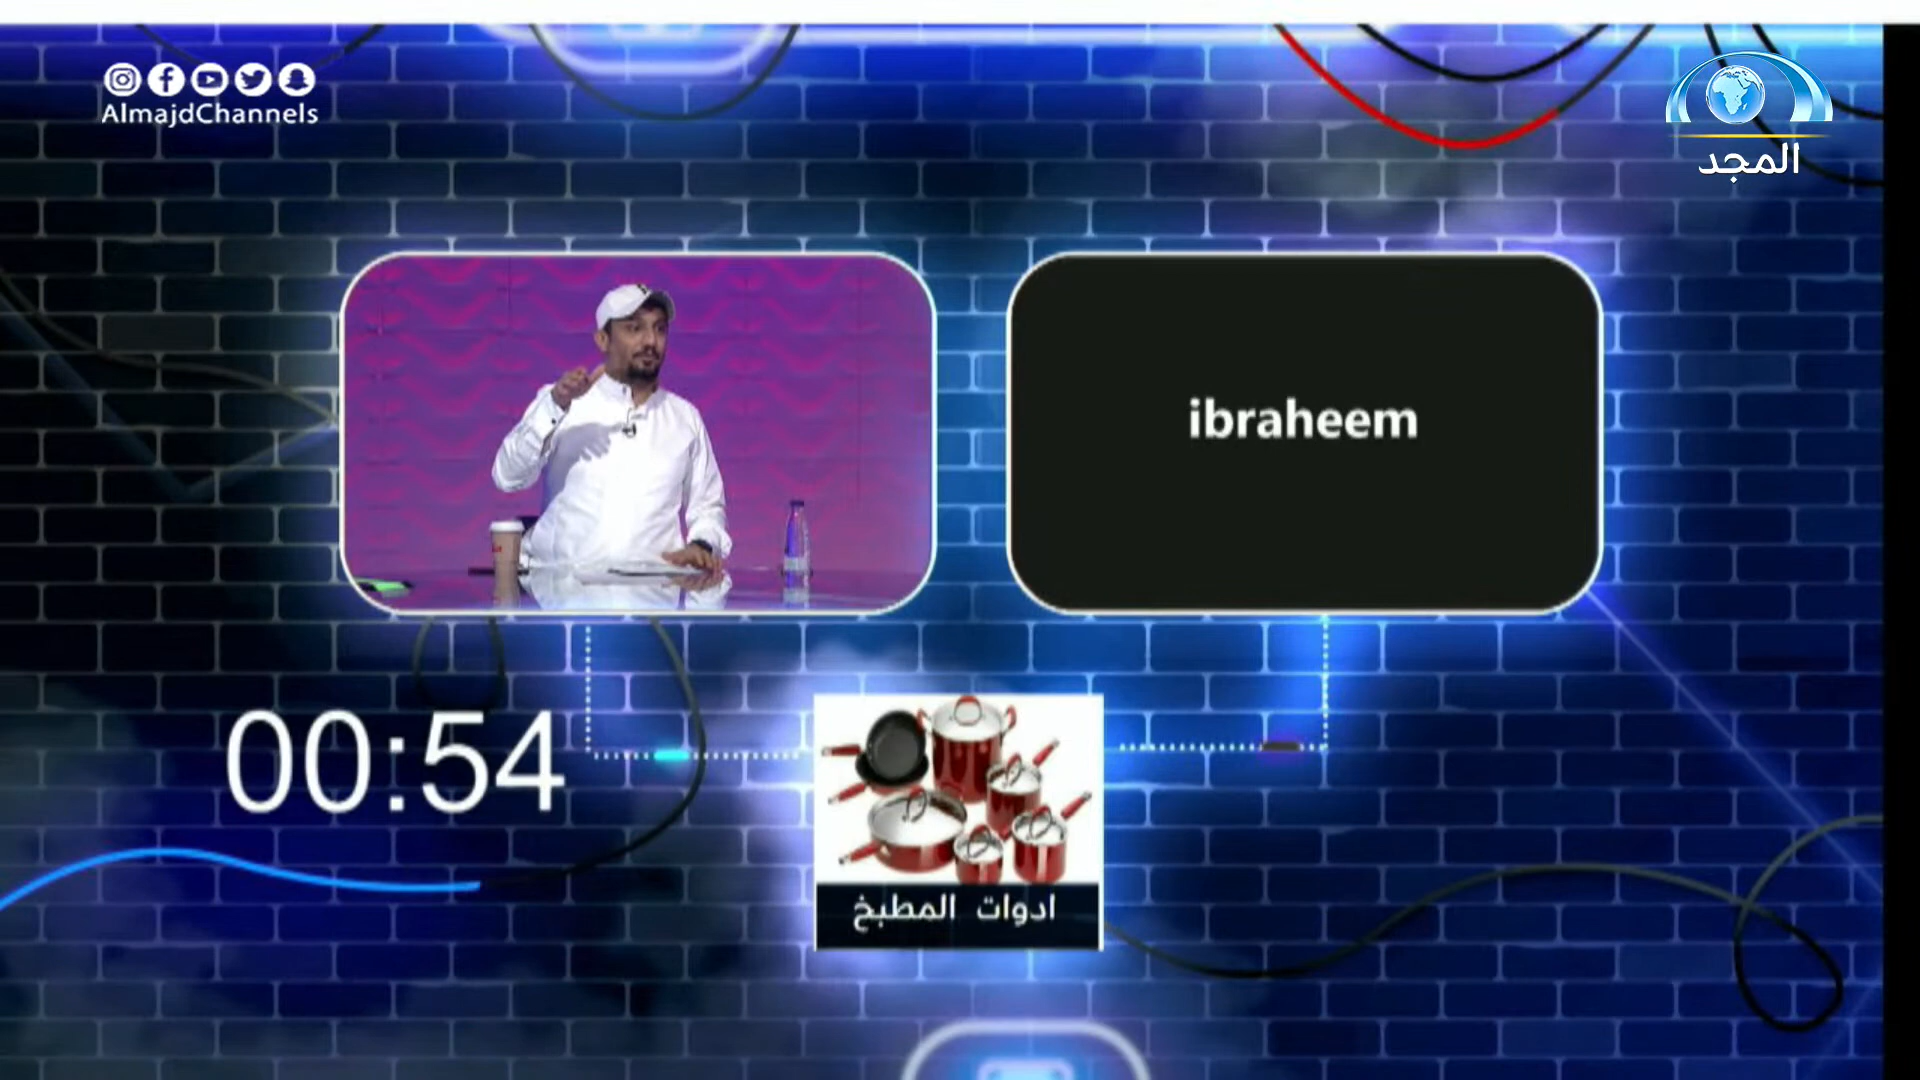 AlmajdChannels
المجد
ibraheem
00:54
ادوات المطبخ